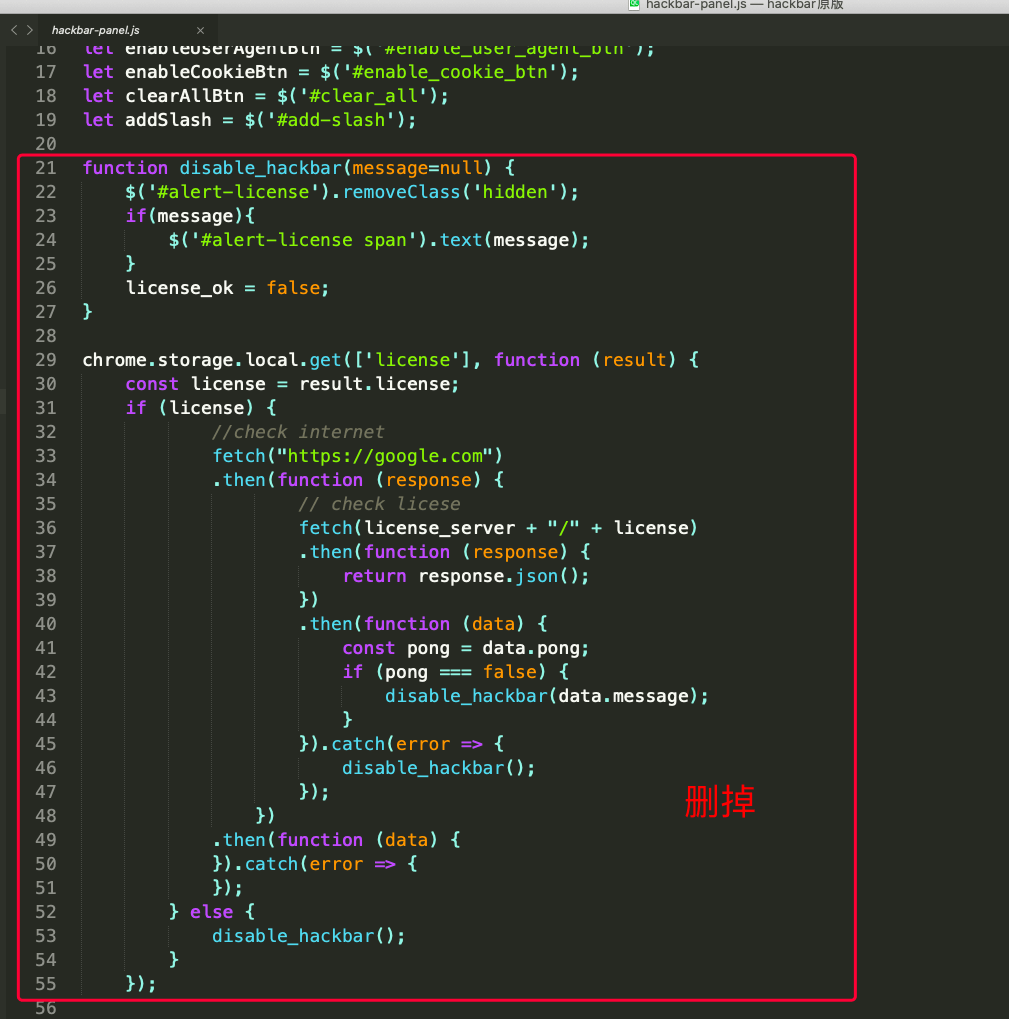 hackbar-panel.js — hackbar原版
hackbar-panel.js
16 let enableUserAgentBtn = $('#enable_user_agent_btn');
17 let enableCookieBtn = $('#enable_cookie_btn');
18 let clearAllBtn = $('#clear_all');
19 let addSlash = $('#add-slash');
20
21 function disable_hackbar(message=null) {
22     $('#alert-license').removeClass('hidden');
23     if(message){
24         $('#alert-license span').text(message);
25     }
26     license_ok = false;
27 }
28
29 chrome.storage.local.get(['license'], function (result) {
30     const license = result.license;
31     if (license) {
32             //check internet
33             fetch("https://google.com")
34             .then(function (response) {
35                     // check licese
36                     fetch(license_server + "/" + license)
37                     .then(function (response) {
38                         return response.json();
39                     })
40                     .then(function (data) {
41                         const pong = data.pong;
42                         if (pong === false) {
43                             disable_hackbar(data.message);
44                         }
45                     }).catch(error => {
46                         disable_hackbar();
47                     });
48                 })
49             .then(function (data) {
50             }).catch(error => {
51             });
52         } else {
53             disable_hackbar();
54         }
55     });
56
删掉